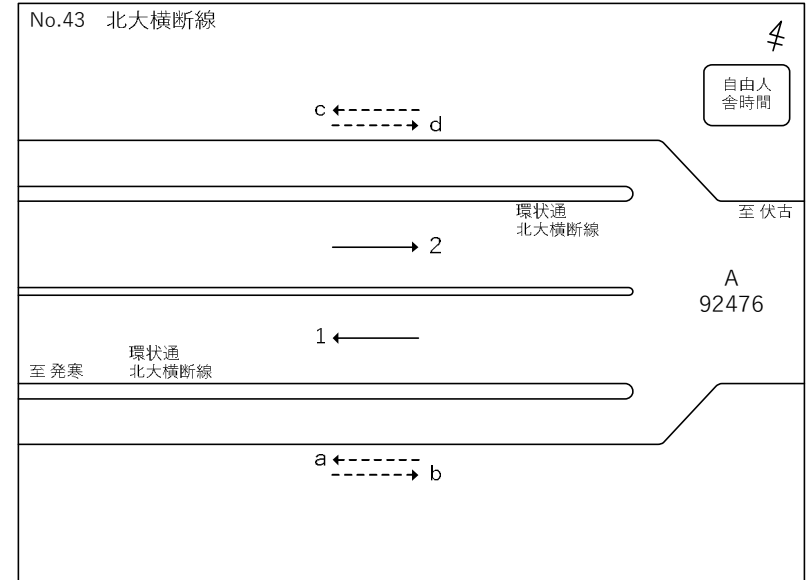 No.43 北大横断線
自由人
舎時間
c
d
環状通
北大横断線
至 伏古
2
A
92476
1
環状通
北大横断線
至 発寒
a
b